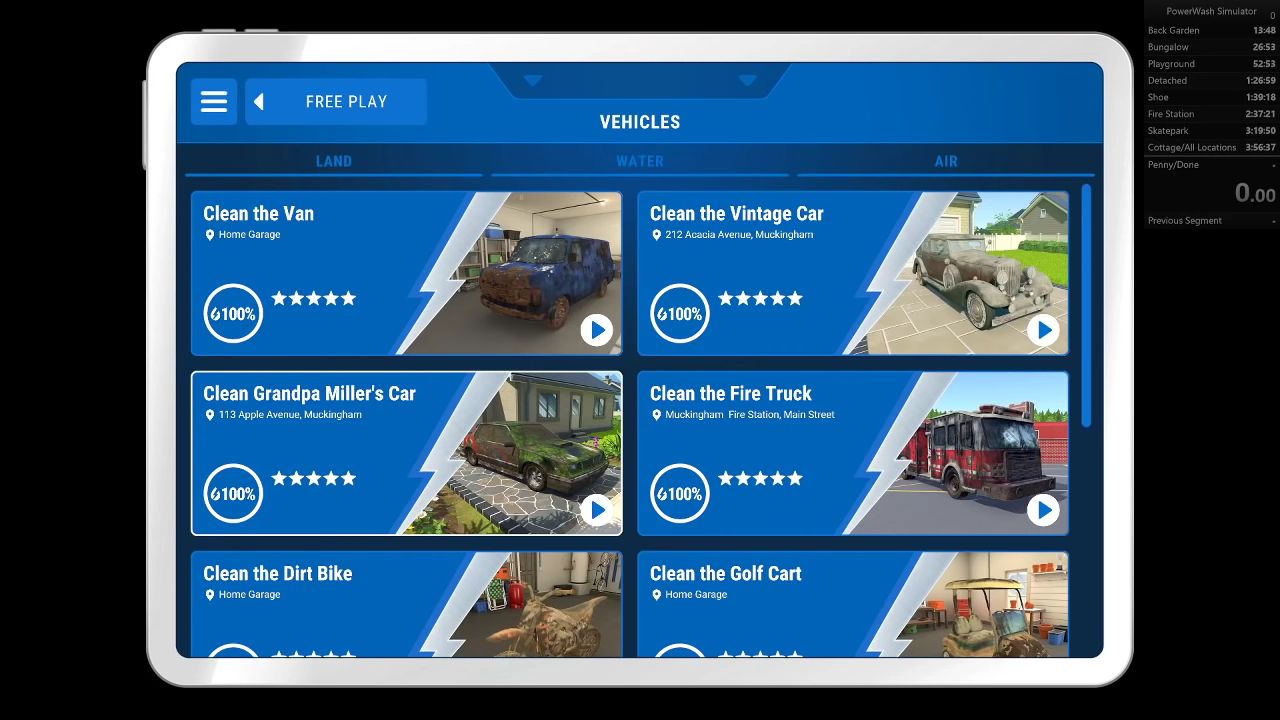 FREE PLAY
VEHICLES
LAND
WATER
AIR
Clean the Van
Home Garage
100%
Clean the Vintage Car
212 Acacia Avenue, Muckingham
100%
Clean Grandpa Miller's Car
113 Apple Avenue, Muckingham
100%
Clean the Fire Truck
Muckingham Fire Station, Main Street
100%
Clean the Dirt Bike
Home Garage
Clean the Golf Cart
Home Garage
PowerWash Simulator
0
Back Garden 13:48
Bungalow 26:53
Playground 52:53
Detached 1:26:59
Shoe 1:39:18
Fire Station 2:37:21
Skatepark 3:19:50
Cottage/All Locations 3:56:37
Penny/Done -
0.00
Previous Segment -